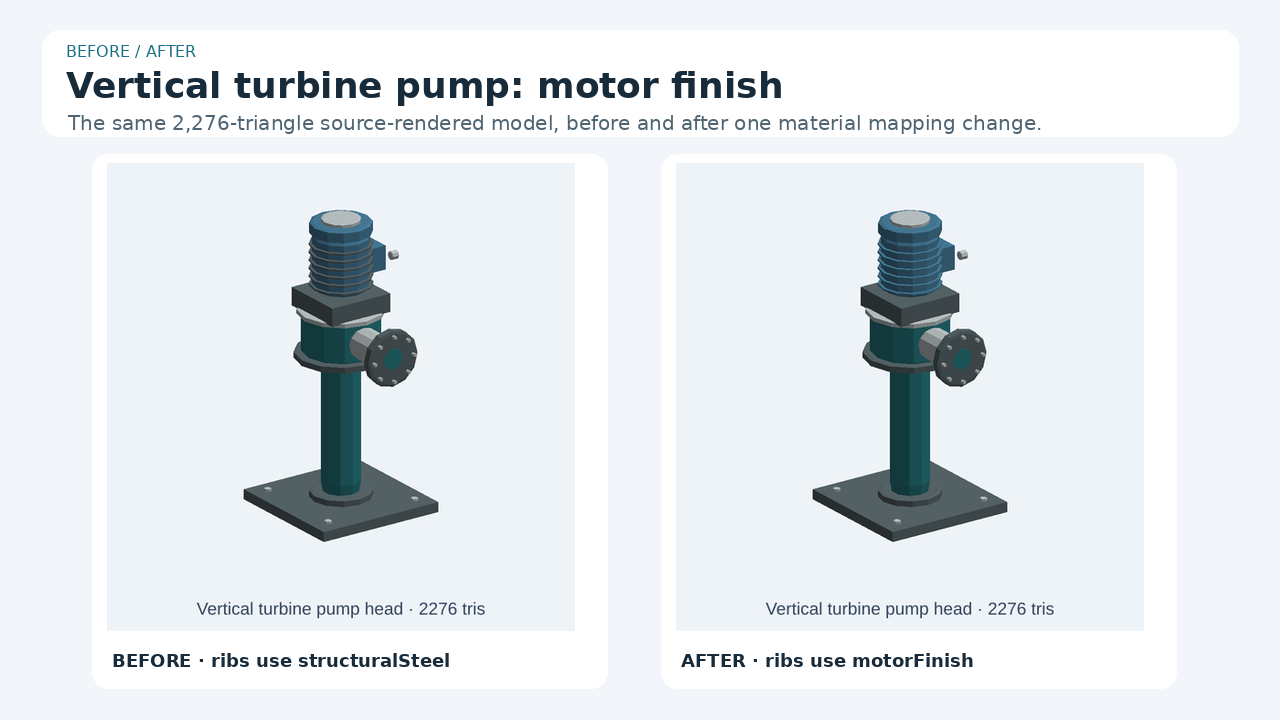 BEFORE / AFTER
Vertical turbine pump: motor finish
The same 2,276-triangle source-rendered model, before and after one material mapping change.
Vertical turbine pump head · 2276 tris
BEFORE · ribs use structuralSteel
Vertical turbine pump head · 2276 tris
AFTER · ribs use motorFinish